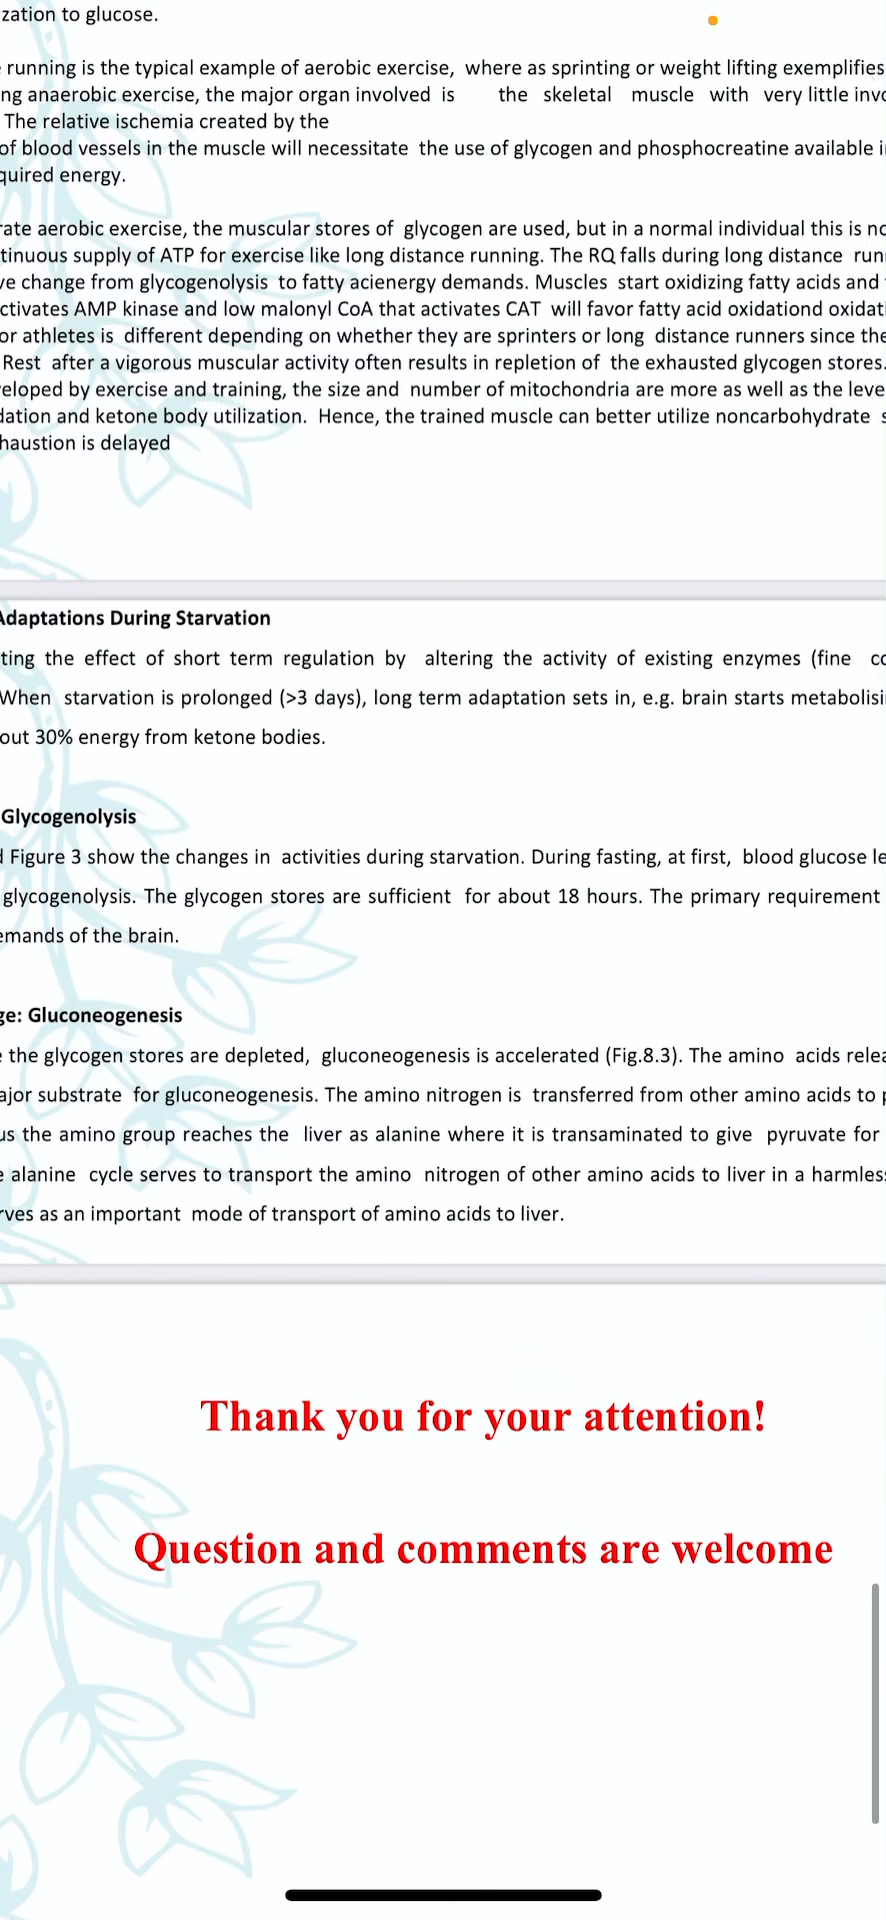 zation to glucose.
running is the typical example of aerobic exercise, where as sprinting or weight lifting exemplifies
ng anaerobic exercise, the major organ involved is the skeletal muscle with very little invo
The relative ischemia created by the
of blood vessels in the muscle will necessitate the use of glycogen and phosphocreatine available i
quired energy.
rate aerobic exercise, the muscular stores of glycogen are used, but in a normal individual this is no
tinuous supply of ATP for exercise like long distance running. The RQ falls during long distance run
ve change from glycogenolysis to fatty acienergy demands. Muscles start oxidizing fatty acids and
ctivates AMP kinase and low malonyl CoA that activates CAT will favor fatty acid oxidationd oxidat
or athletes is different depending on whether they are sprinters or long distance runners since the
Rest after a vigorous muscular activity often results in repletion of the exhausted glycogen stores.
eloped by exercise and training, the size and number of mitochondria are more as well as the leve
dation and ketone body utilization. Hence, the trained muscle can better utilize noncarbohydrate s
haustion is delayed
Adaptations During Starvation
ting the effect of short term regulation by altering the activity of existing enzymes (fine co
When starvation is prolonged (>3 days), long term adaptation sets in, e.g. brain starts metabolisi
out 30% energy from ketone bodies.
Glycogenolysis
d Figure 3 show the changes in activities during starvation. During fasting, at first, blood glucose le
glycogenolysis. The glycogen stores are sufficient for about 18 hours. The primary requirement
emands of the brain.
ge: Gluconeogenesis
e the glycogen stores are depleted, gluconeogenesis is accelerated (Fig.8.3). The amino acids relea
ajor substrate for gluconeogenesis. The amino nitrogen is transferred from other amino acids to p
us the amino group reaches the liver as alanine where it is transaminated to give pyruvate for
e alanine cycle serves to transport the amino nitrogen of other amino acids to liver in a harmless
rves as an important mode of transport of amino acids to liver.
Thank you for your attention!
Question and comments are welcome